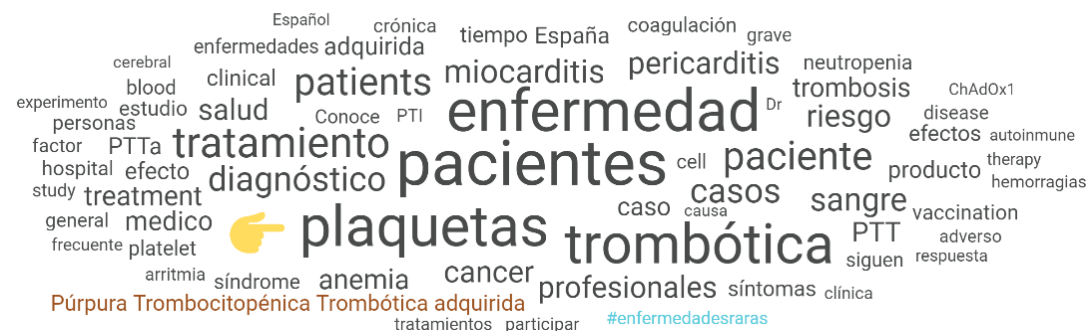 Español
crónica
tiempo España coagulación
grave
enfermedades adquirida
cerebral
blood clinical patients miocarditis pericarditis neutropenia
trombosis ChAdOx1
experimento estudio salud Conoce PTI enfermedad Dr riesgo disease
personas
factor PTTa tratamiento efectos autoinmune
hospital efecto diagnóstico pacientes cell paciente producto therapy
hemorragias
study treatment casos sangre
general medico caso causa vaccination
frecuente platelet plaquetas trombótica PTT adverso
siguen respuesta
arritmia síndrome anemia cancer profesionales síntomas clínica
Púrpura Trombocitopénica Trombótica adquirida
tratamientos participar #enfermedadesraras